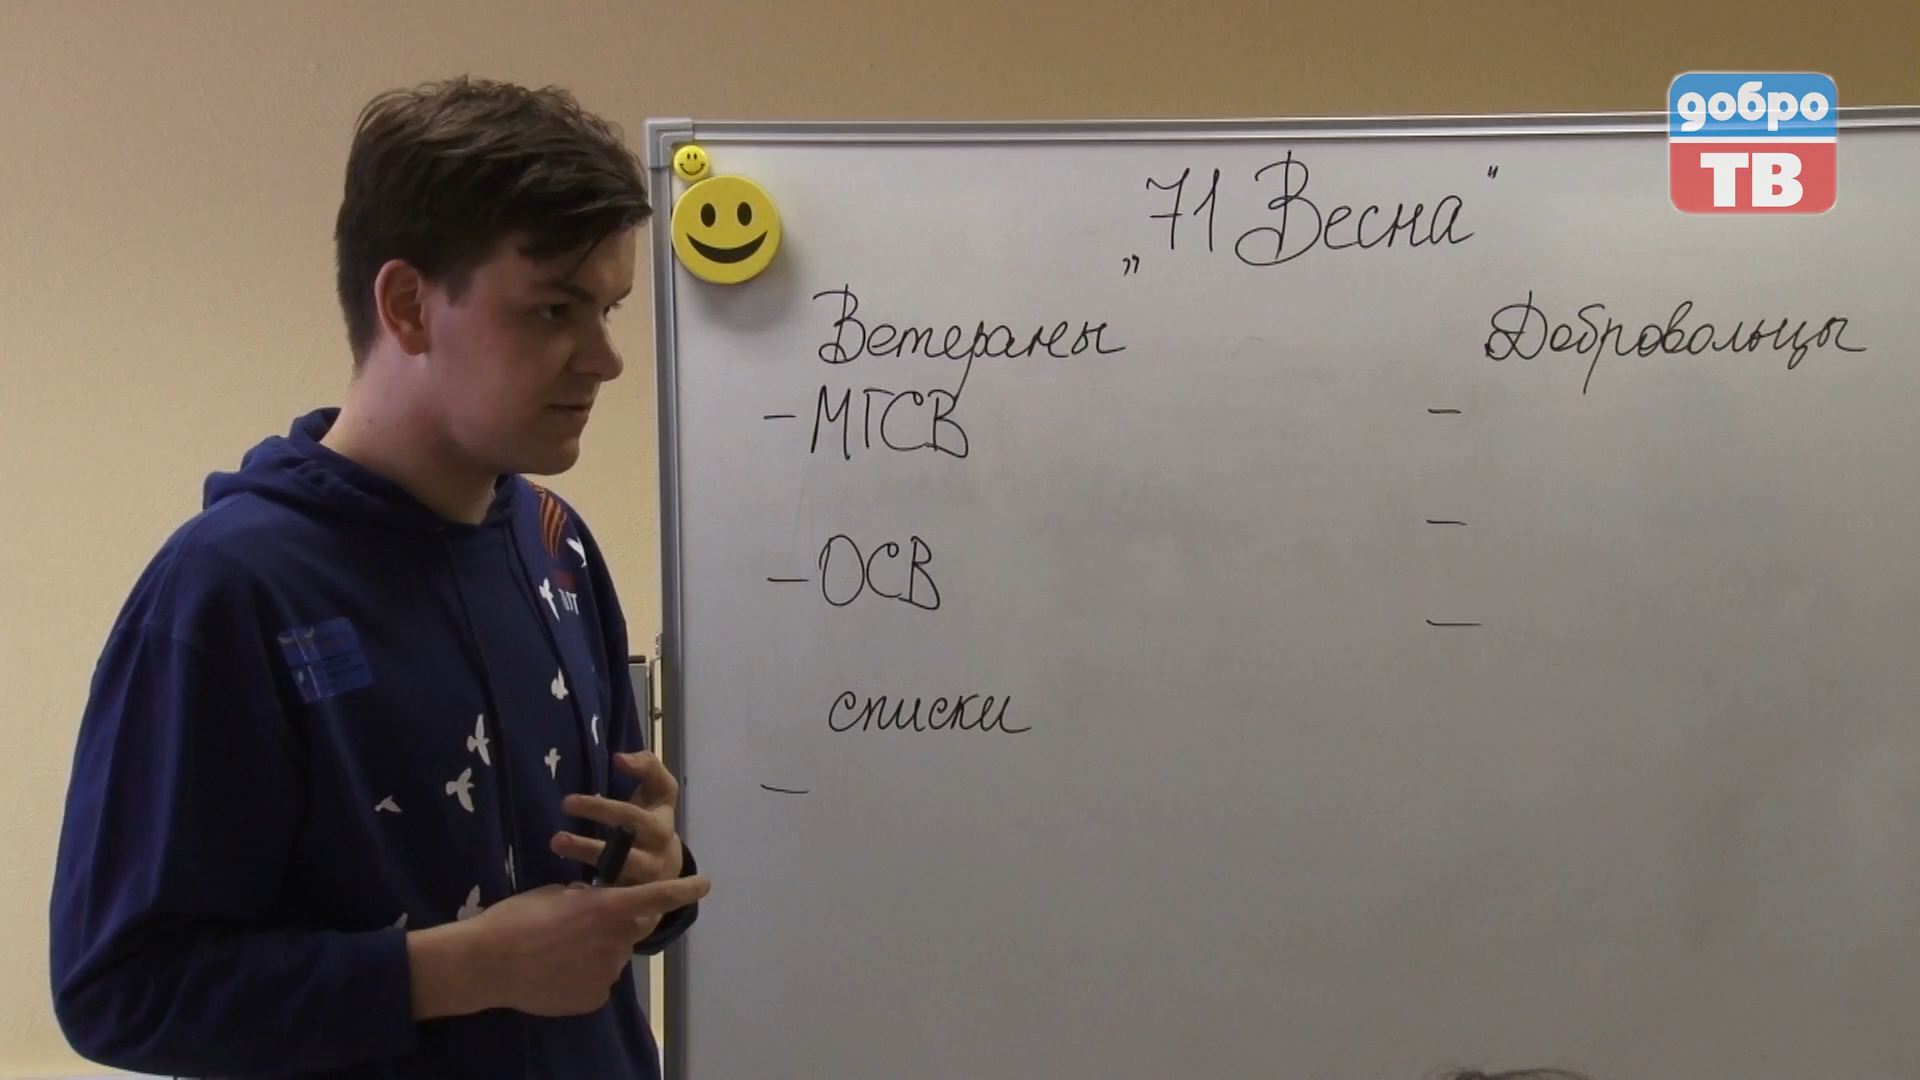 добро
ТВ
„71 Весна“
Ветераны
- МГСВ
- ОСВ
списки
-
Добровольцы
-
-
-